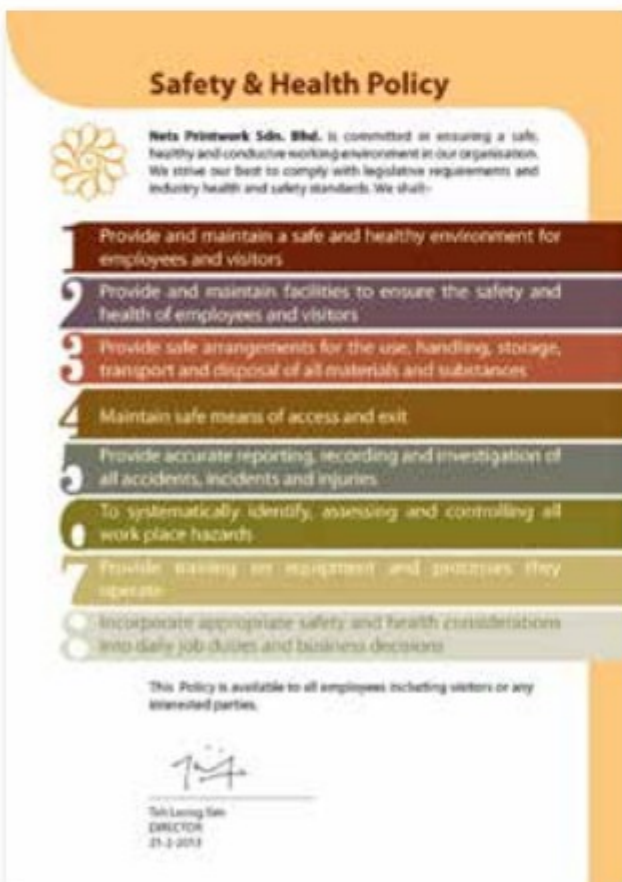 Safety & Health Policy
Nets Printwork Sdn. Bhd. is committed in ensuring a safe,
healthy and conducive working environment in our organisation.
We strive our best to comply with legislative requirements and
industry health and safety standards. We shall:-
1 Provide and maintain a safe and healthy environment for
employees and visitors
2 Provide and maintain facilities to ensure the safety and
health of employees and visitors
3 Provide safe arrangements for the use, handling, storage,
transport and disposal of all materials and substances
4 Maintain safe means of access and exit
5 Provide accurate reporting, recording and investigation of
all accidents, incidents and injuries
6 To systematically identify, assessing and controlling all
work place hazards
7 Provide training on equipment and processes they
operate
8 Incorporate appropriate safety and health considerations
into daily job duties and business decisions
This Policy is available to all employees including visitors or any
interested parties.
DIRECTOR
21-2-2013